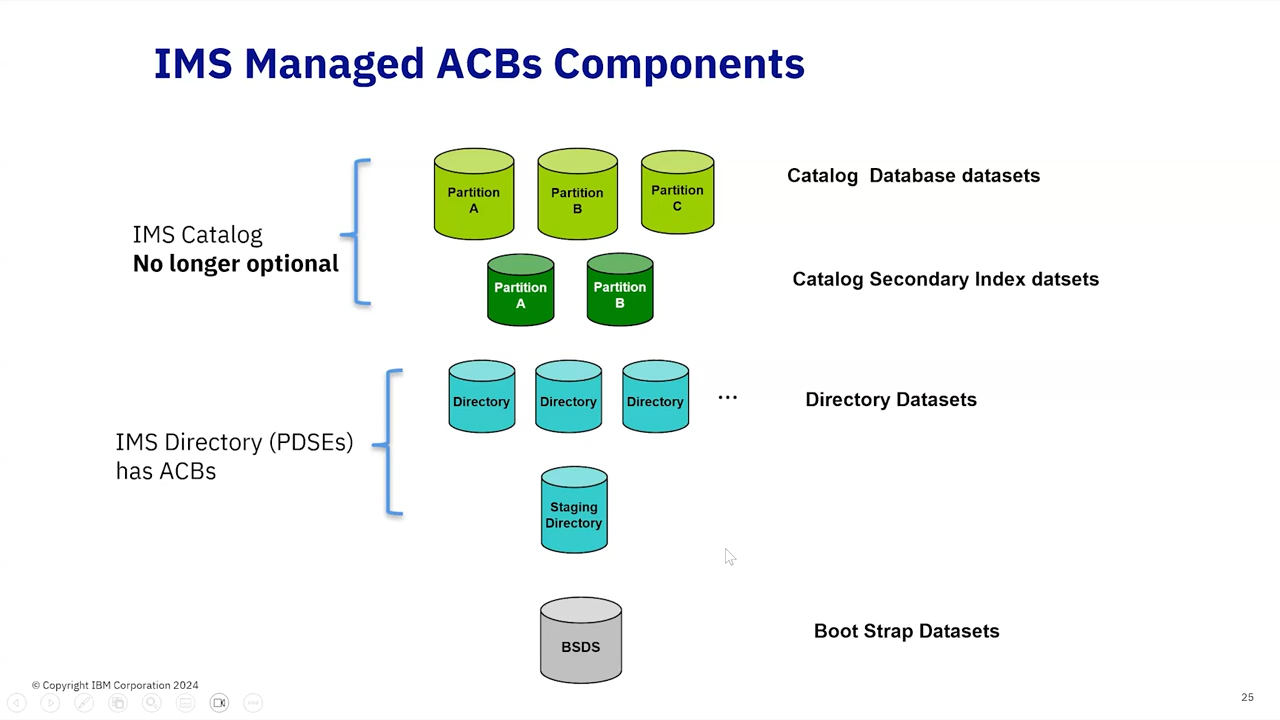 IMS Managed ACBs Components
Partition
A
Partition
B
Partition
C
Catalog  Database datasets
IMS Catalog
No longer optional
Partition
A
Partition
B
Catalog Secondary Index datsets
Directory
Directory
Directory
...
Directory Datasets
IMS Directory (PDSEs)
has ACBs
Staging
Directory
BSDS
Boot Strap Datasets
© Copyright IBM Corporation 2024
25